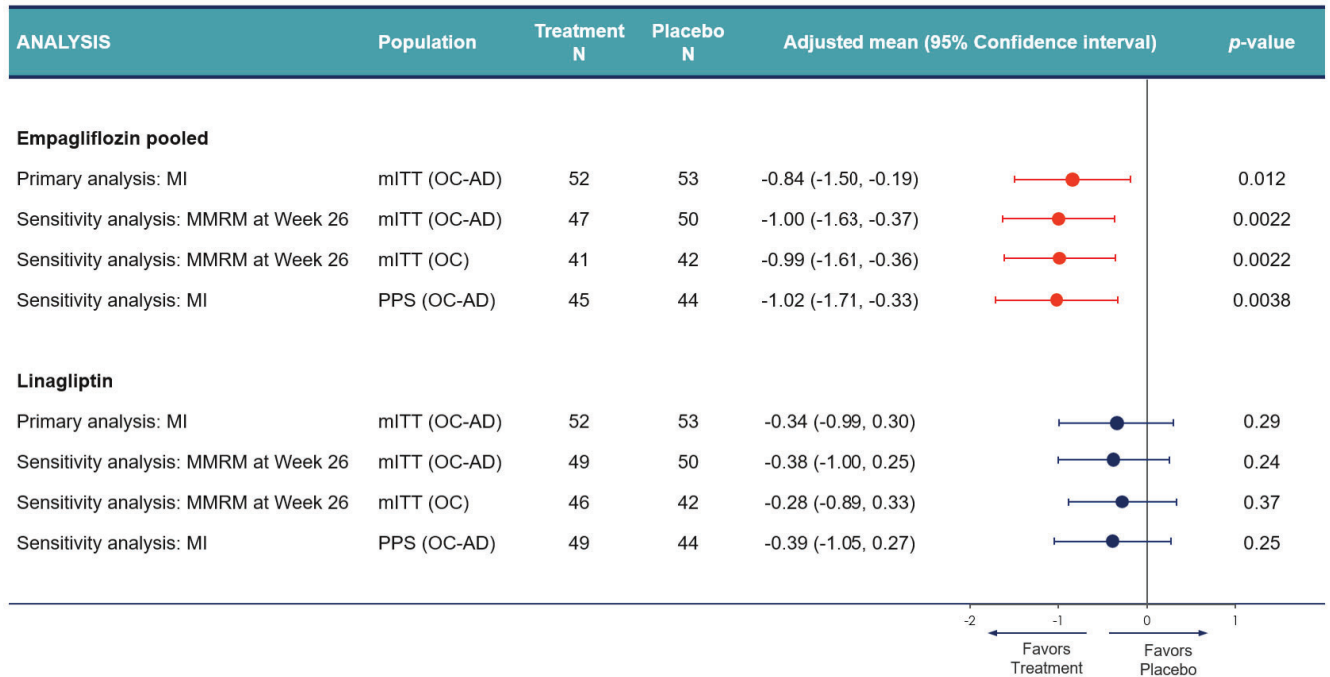 ANALYSIS Population Treatment N Placebo N Adjusted mean (95% Confidence interval) p-value
Empagliflozin pooled
Primary analysis: MI mITT (OC-AD) 52 53 -0.84 (-1.50, -0.19) 0.012
Sensitivity analysis: MMRM at Week 26 mITT (OC-AD) 47 50 -1.00 (-1.63, -0.37) 0.0022
Sensitivity analysis: MMRM at Week 26 mITT (OC) 41 42 -0.99 (-1.61, -0.36) 0.0022
Sensitivity analysis: MI PPS (OC-AD) 45 44 -1.02 (-1.71, -0.33) 0.0038
Linagliptin
Primary analysis: MI mITT (OC-AD) 52 53 -0.34 (-0.99, 0.30) 0.29
Sensitivity analysis: MMRM at Week 26 mITT (OC-AD) 49 50 -0.38 (-1.00, 0.25) 0.24
Sensitivity analysis: MMRM at Week 26 mITT (OC) 46 42 -0.28 (-0.89, 0.33) 0.37
Sensitivity analysis: MI PPS (OC-AD) 49 44 -0.39 (-1.05, 0.27) 0.25
-2 -1 0 1
Favors Treatment
Favors Placebo